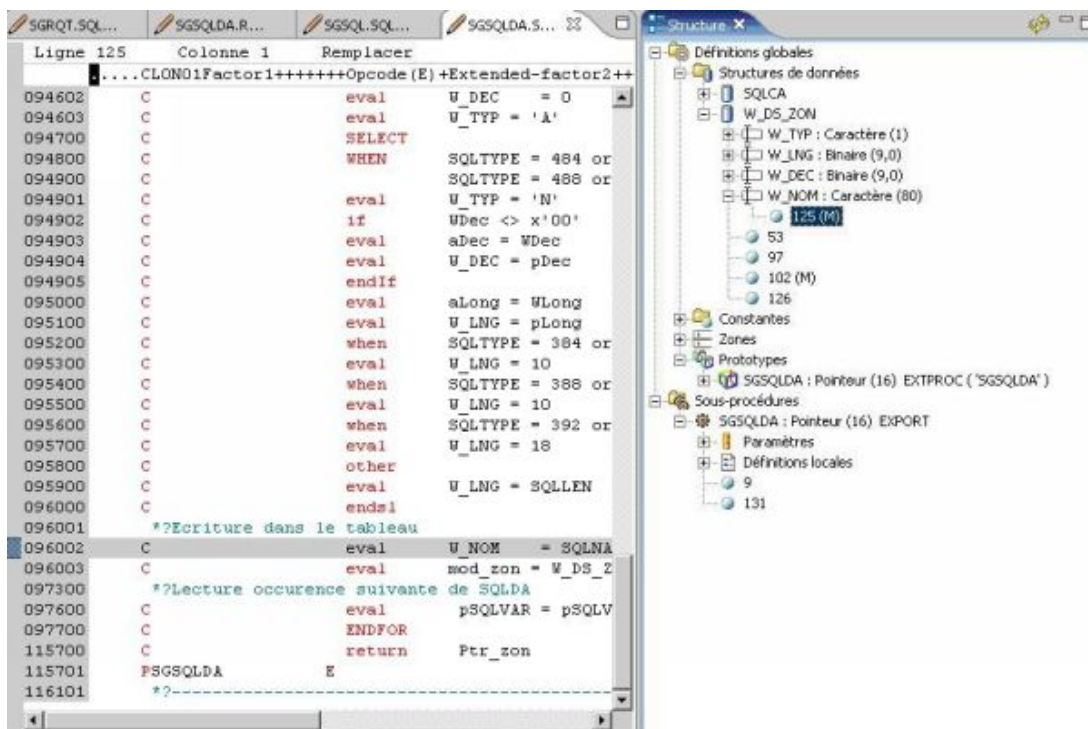 SGRQT.SQL... SGSQLDA.R... SGSQL.SQL... SGSQLDA.S...
Ligne 125 Colonne 1 Remplacer
.....CLON01Factor1+++++++Opcode(E)+Extended-factor2++
094602 C eval W_DEC = 0
094603 C eval W_TYP = 'A'
094700 C SELECT
094800 C WHEN SQLTYPE = 484 or
094900 C SQLTYPE = 488 or
094901 C eval W_TYP = 'N'
094902 C if WDec <> x'00'
094903 C eval aDec = WDec
094904 C eval W_DEC = pDec
094905 C endIf
095000 C eval aLong = WLong
095100 C eval W_LNG = pLong
095200 C when SQLTYPE = 384 or
095300 C eval W_LNG = 10
095400 C when SQLTYPE = 388 or
095500 C eval W_LNG = 10
095600 C when SQLTYPE = 392 or
095700 C eval W_LNG = 18
095800 C other
095900 C eval W_LNG = SQLLEN
096000 C endsl
096001 *?Ecriture dans le tableau
096002 C eval W_NOM = SQLNA
096003 C eval mod_zon = W_DS_Z
097300 *?Lecture occurence suivante de SQLDA
097600 C eval pSQLVAR = pSQLV
097700 C ENDFOR
115700 C return Ptr_zon
115701 PSGSQLDA E
116101 *?-----------------------------------------
Structure
Définitions globales
Structures de données
SQLCA
W_DS_ZON
W_TYP : Caractère (1)
W_LNG : Binaire (9,0)
W_DEC : Binaire (9,0)
W_NOM : Caractère (80)
125 (M)
53
97
102 (M)
126
Constantes
Zones
Prototypes
SGSQLDA : Pointeur (16) EXTPROC ( 'SGSQLDA' )
Sous-procédures
SGSQLDA : Pointeur (16) EXPORT
Paramètres
Définitions locales
9
131